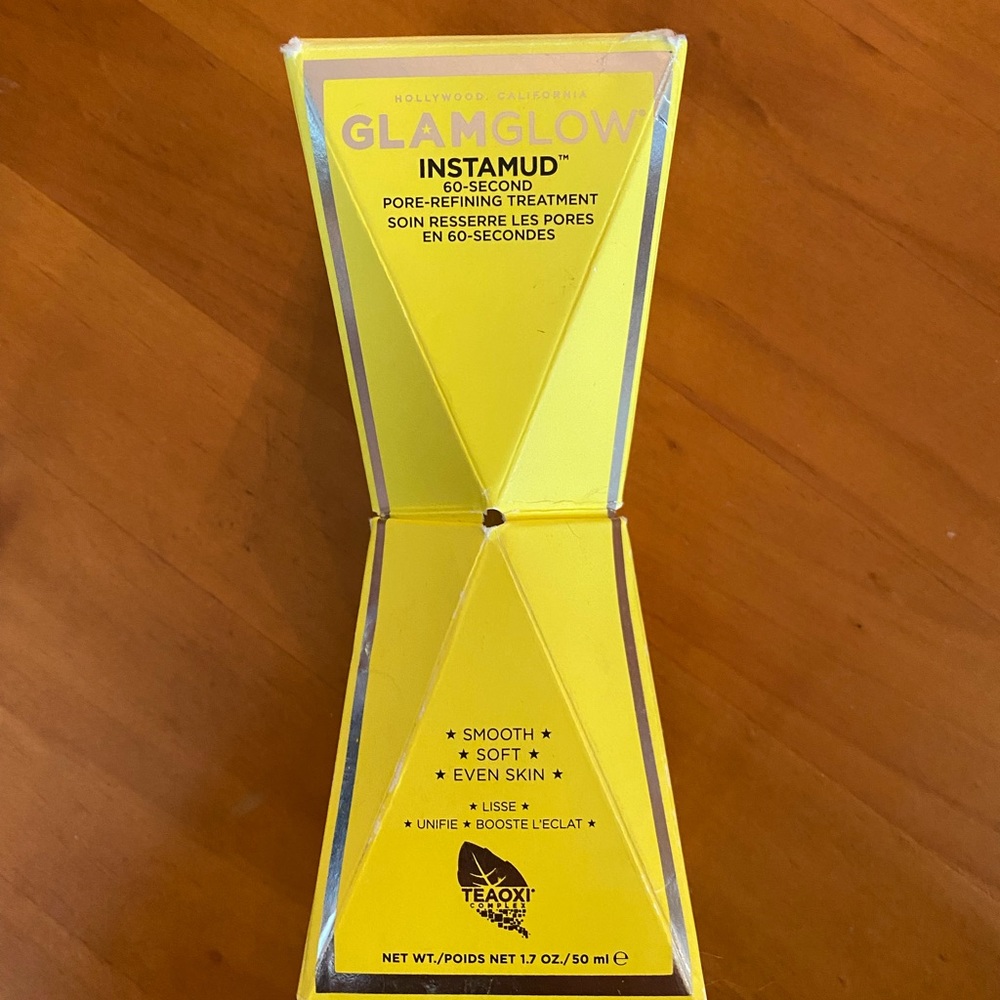 HOLLYWOOD, CALIFORNIA
GLAMGLOW™
INSTAMUD™
60-SECOND
PORE-REFINING TREATMENT
SOIN RESSERRE LES PORES
EN 60-SECONDES
★ SMOOTH ★
★ SOFT ★
★ EVEN SKIN ★
★ LISSE ★
★ UNIFIE ★ BOOSTE L'ECLAT ★
TEAOXI®
COMPLEX
NET WT./POIDS NET 1.7 OZ./50 ml ℮